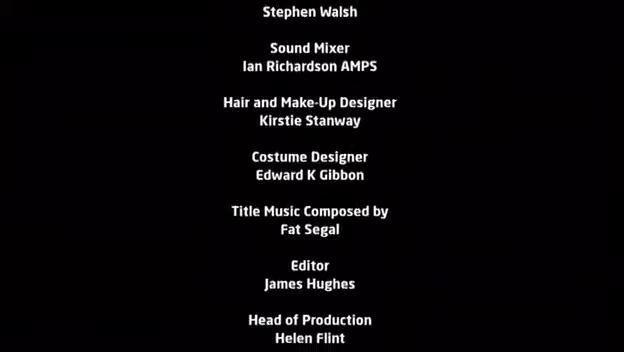 Stephen Walsh
Sound Mixer
Ian Richardson AMPS
Hair and Make-Up Designer
Kirstie Stanway
Costume Designer
Edward K Gibbon
Title Music Composed by
Fat Segal
Editor
James Hughes
Head of Production
Helen Flint